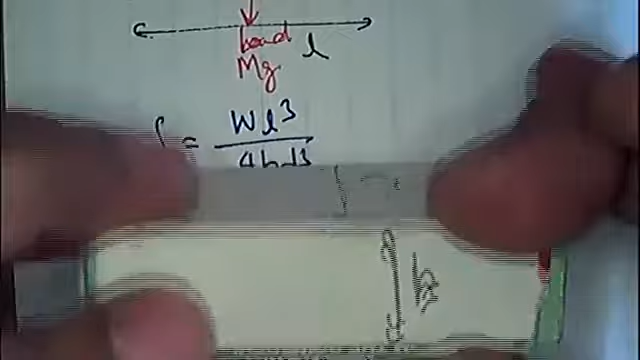 load
l
Mg
δ = Wl³
4bd³
b